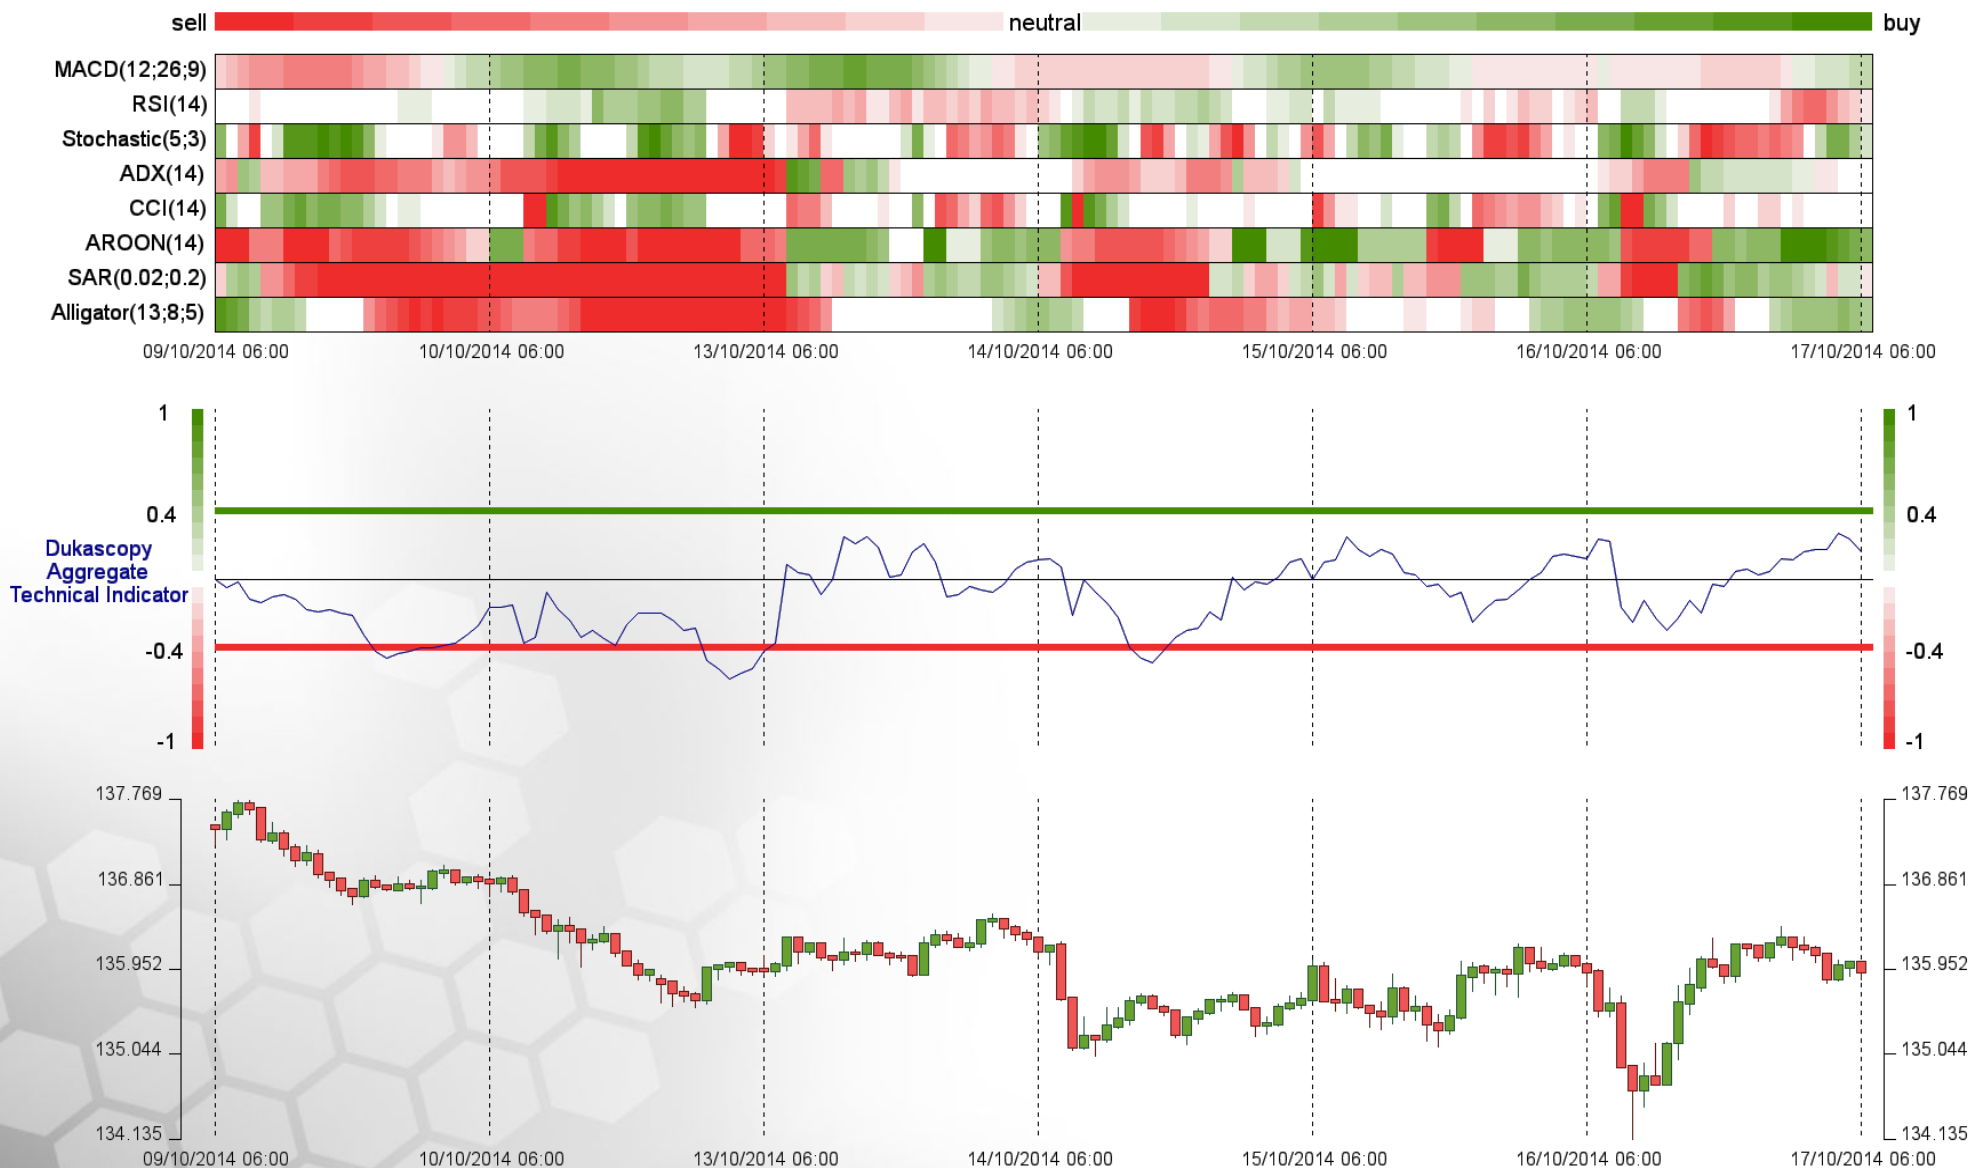 sell neutral buy
MACD(12;26;9)
RSI(14)
Stochastic(5;3)
ADX(14)
CCI(14)
AROON(14)
SAR(0.02;0.2)
Alligator(13;8;5)
09/10/2014 06:00 10/10/2014 06:00 13/10/2014 06:00 14/10/2014 06:00 15/10/2014 06:00 16/10/2014 06:00 17/10/2014 06:00
1 1
0.4 0.4
Dukascopy
Aggregate
Technical Indicator
-0.4 -0.4
-1 -1
137.769 137.769
136.861 136.861
135.952 135.952
135.044 135.044
134.135 134.135
09/10/2014 06:00 10/10/2014 06:00 13/10/2014 06:00 14/10/2014 06:00 15/10/2014 06:00 16/10/2014 06:00 17/10/2014 06:00